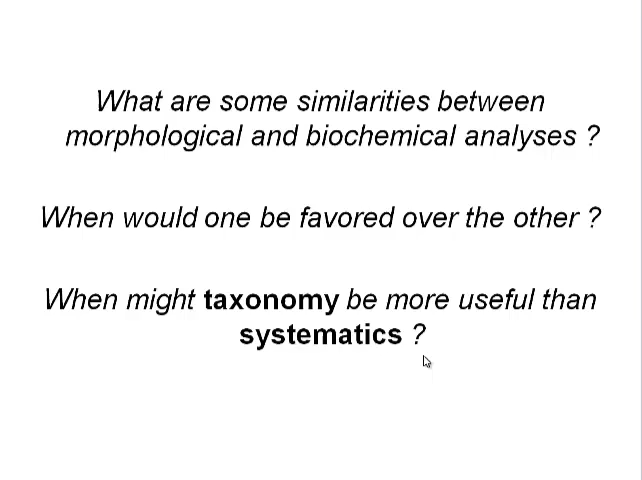 What are some similarities between
morphological and biochemical analyses ?
When would one be favored over the other ?
When might taxonomy be more useful than
systematics ?